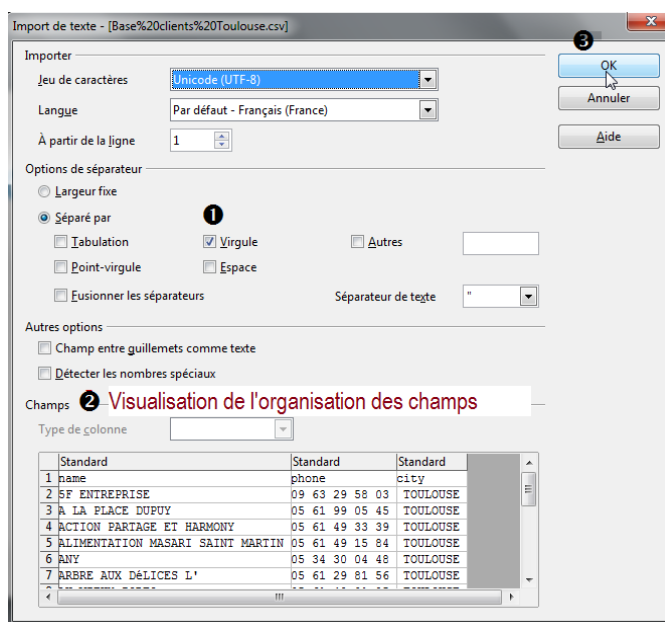 Import de texte - [Base%20clients%20Toulouse.csv]
Importer
Jeu de caractères Unicode (UTF-8)
Langue Par défaut - Français (France)
À partir de la ligne 1
❸
OK
Annuler
Aide
Options de séparateur
Largeur fixe
Séparé par ❶
Tabulation Virgule Autres
Point-virgule Espace
Fusionner les séparateurs Séparateur de texte "
Autres options
Champ entre guillemets comme texte
Détecter les nombres spéciaux
Champs ❷ Visualisation de l'organisation des champs
Type de colonne
Standard Standard Standard
1 name phone city
2 5F ENTREPRISE 09 63 29 58 03 TOULOUSE
3 A LA PLACE DUPUY 05 61 99 05 45 TOULOUSE
4 ACTION PARTAGE ET HARMONY 05 61 49 33 39 TOULOUSE
5 ALIMENTATION MASARI SAINT MARTIN 05 61 49 15 84 TOULOUSE
6 ANY 05 34 30 04 48 TOULOUSE
7 ARBRE AUX DéLICES L' 05 61 29 81 56 TOULOUSE